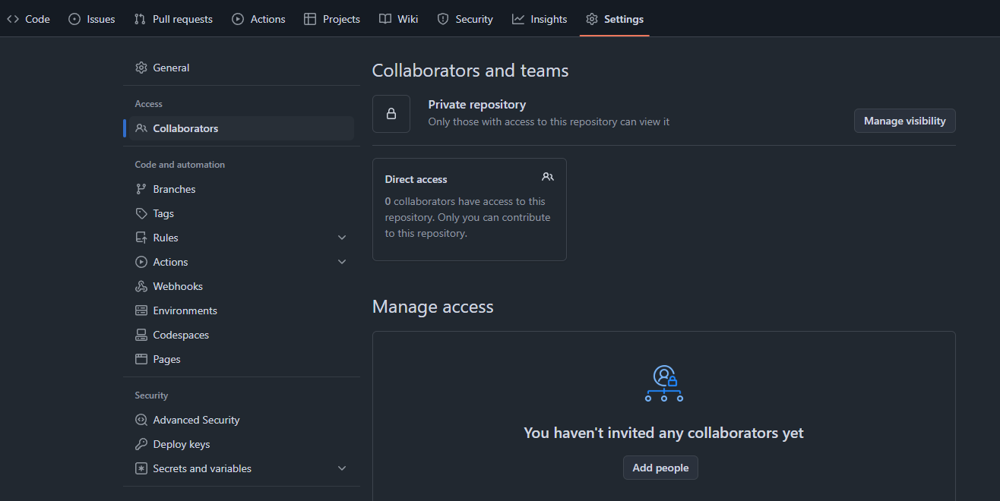 Code Issues Pull requests Actions Projects Wiki Security Insights Settings
General
Access
Collaborators
Code and automation
Branches
Tags
Rules
Actions
Webhooks
Environments
Codespaces
Pages
Security
Advanced Security
Deploy keys
Secrets and variables
Collaborators and teams
Private repository
Only those with access to this repository can view it
Manage visibility
Direct access
0 collaborators have access to this
repository. Only you can contribute
to this repository.
Manage access
You haven't invited any collaborators yet
Add people